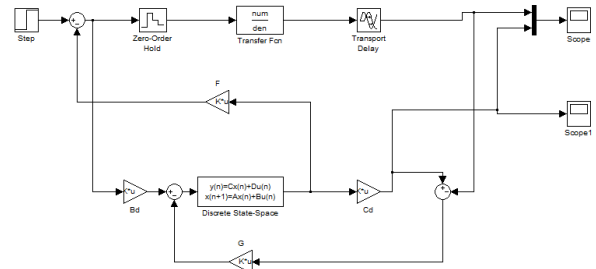 num
den
Step
Zero-Order
Hold
Transfer Fcn
Transport
Delay
Scope
F
K*u
Scope1
K*u
Bd
y(n)=Cx(n)+Du(n)
x(n+1)=Ax(n)+Bu(n)
Discrete State-Space
K*u
Cd
G
K*u